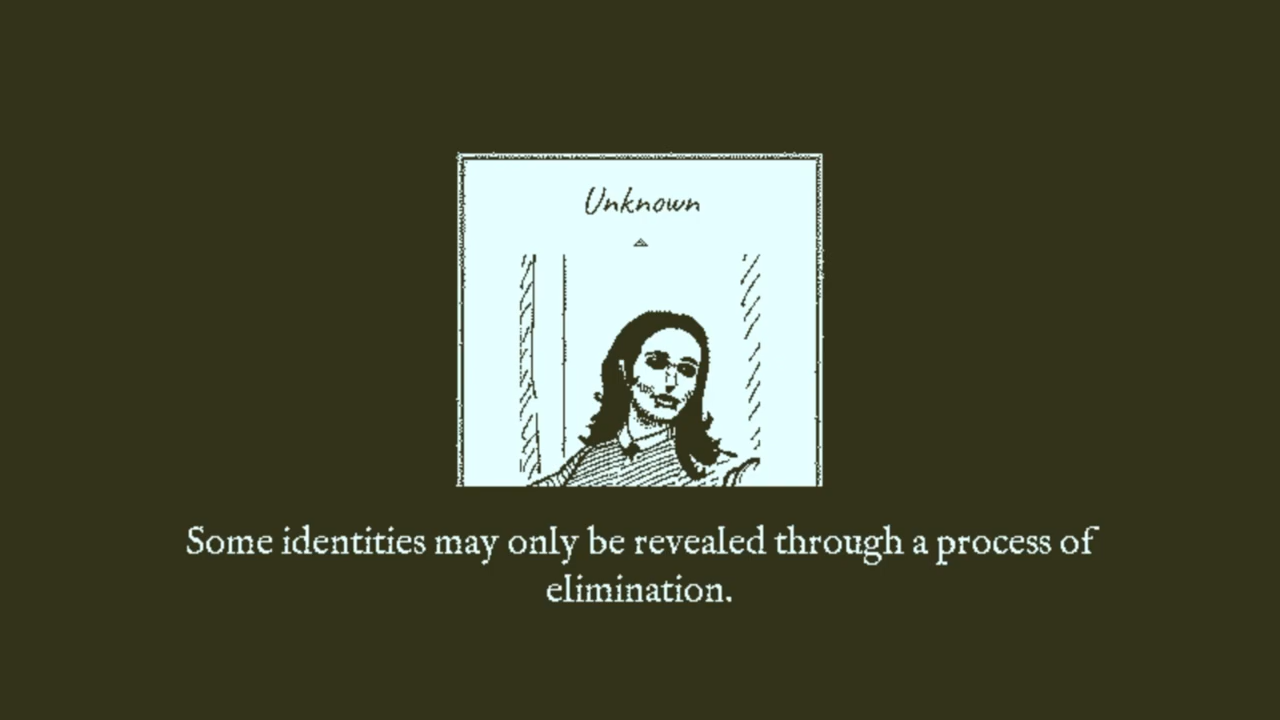 Unknown
Some identities may only be revealed through a process of
elimination.